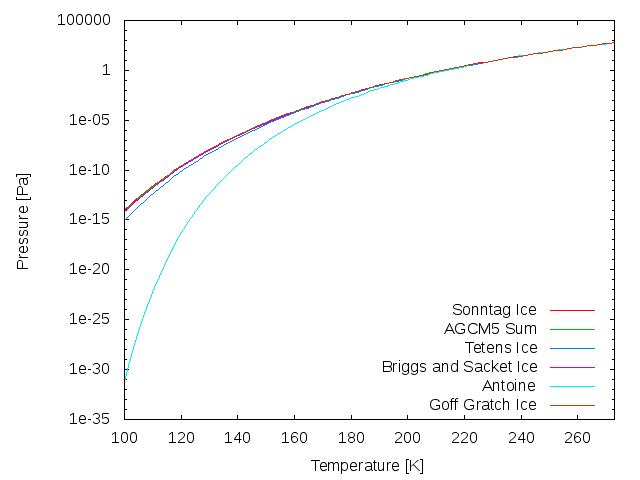 100000
1
1e-05
1e-10
1e-15
1e-20
1e-25
1e-30
1e-35
Pressure [Pa]
Sonntag Ice
AGCM5 Sum
Tetens Ice
Briggs and Sacket Ice
Antoine
Goff Gratch Ice
100 120 140 160 180 200 220 240 260
Temperature [K]